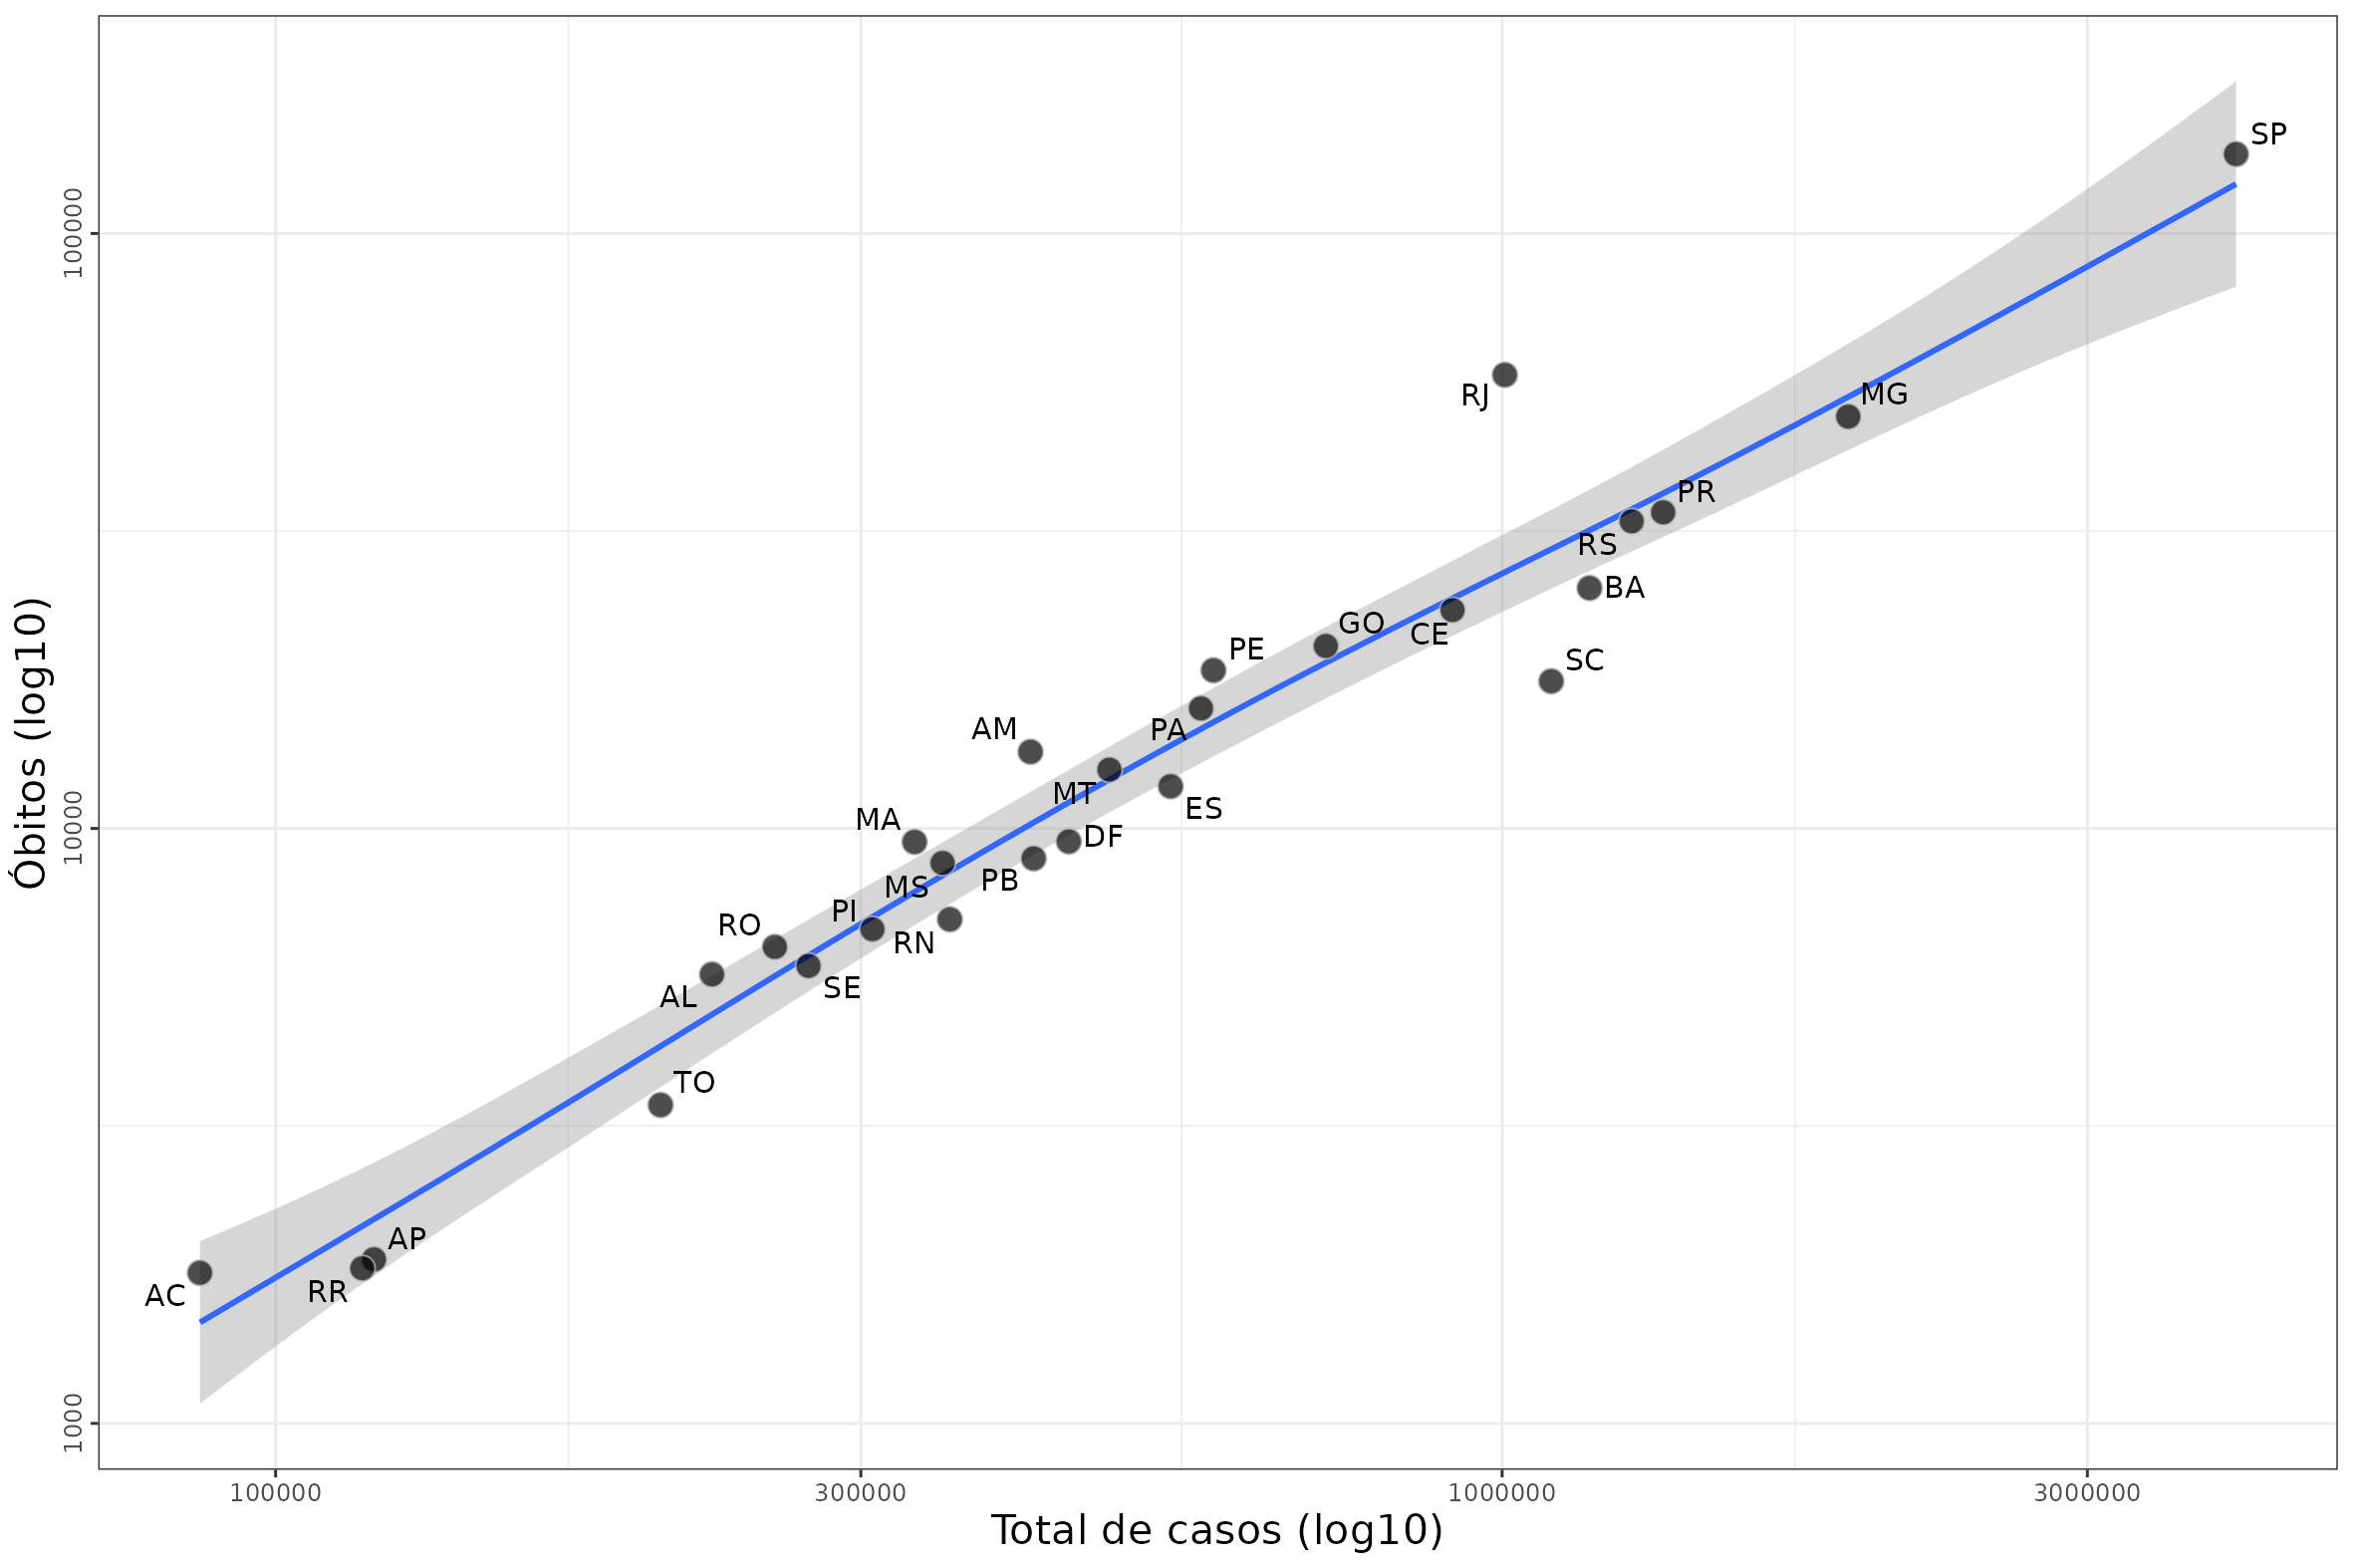 SP
100000
RJ
MG
PR
RS
BA
GO
CE
PE
SC
AM
PA
MT
ES
MA
10000
DF
MS
PB
PI
RO
RN
AL
SE
TO
AP
RR
AC
1000
Óbitos (log10)
100000
300000
1000000
3000000
Total de casos (log10)